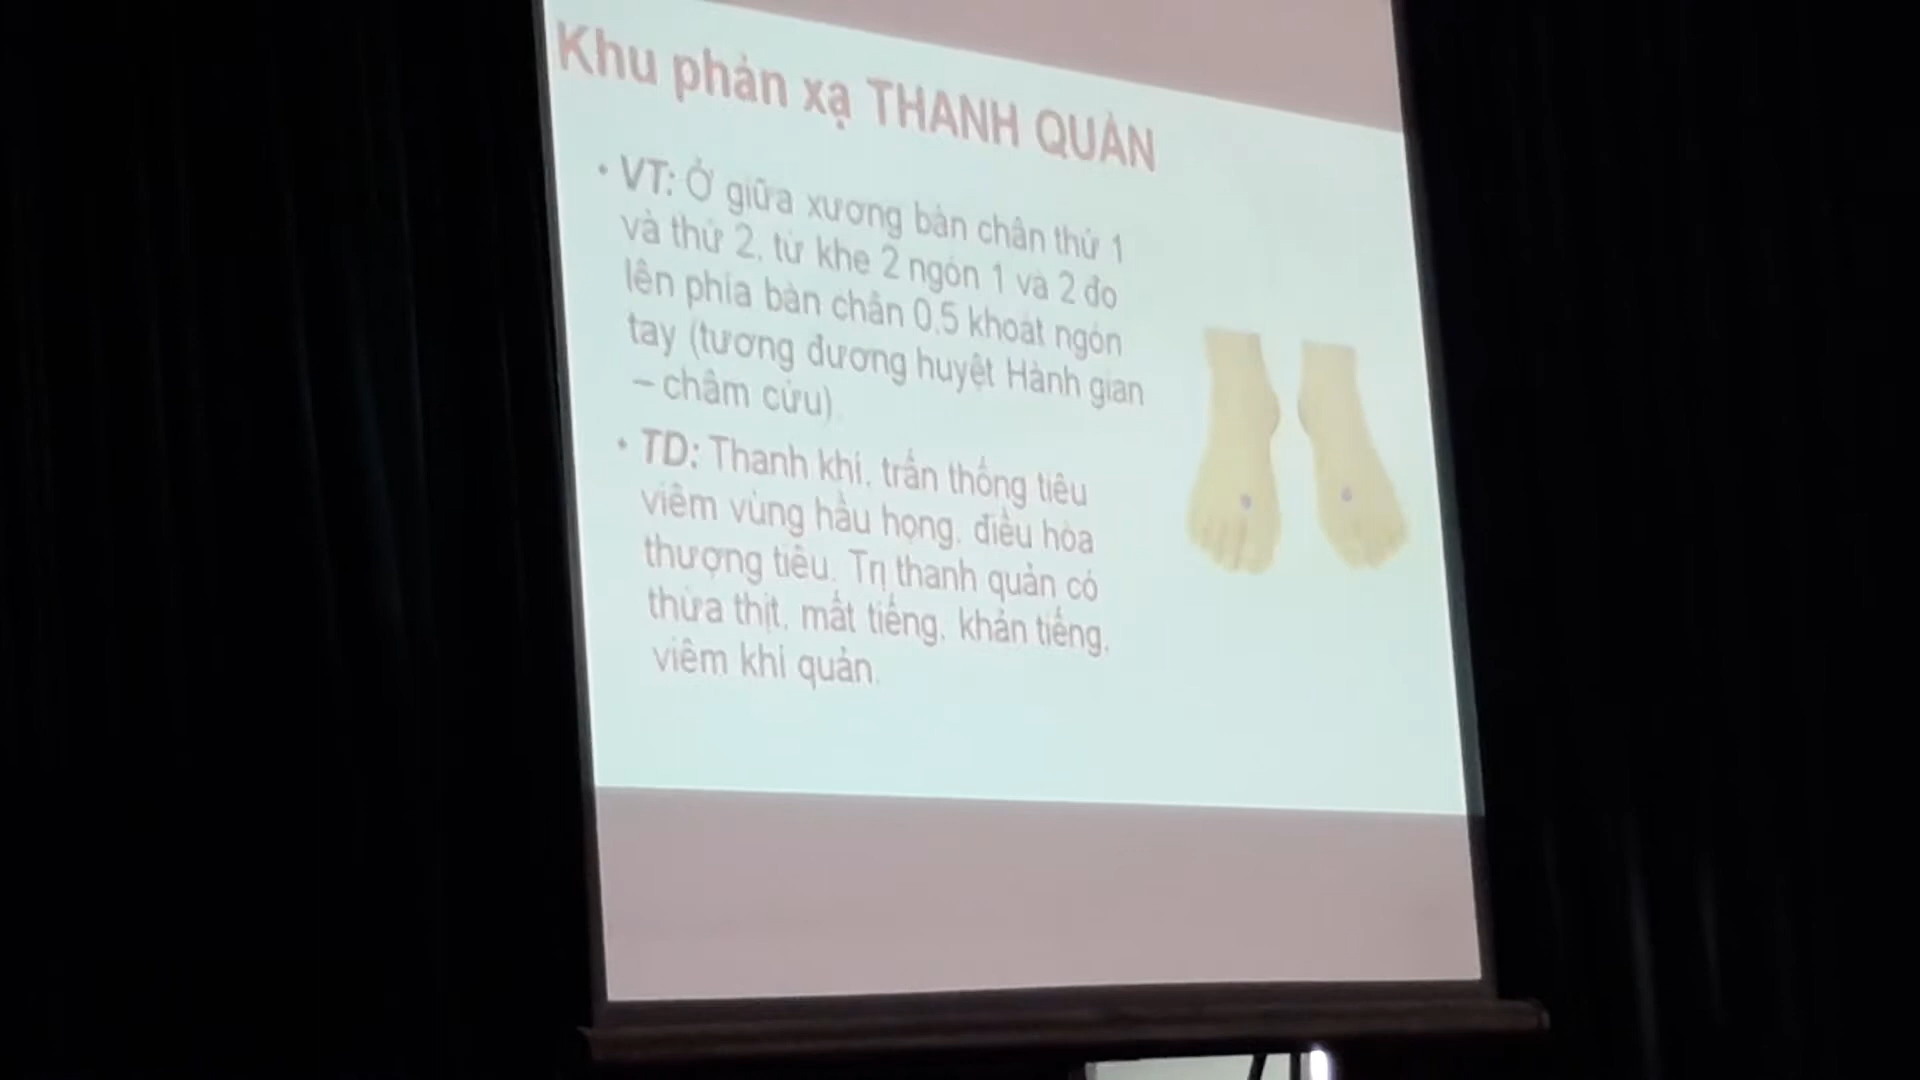 Khu phản xạ THANH QUẢN
• VT: Ở giữa xương bàn chân thứ 1
và thứ 2, từ khe 2 ngón 1 và 2 đo
lên phía bàn chân 0,5 khoát ngón
tay (tương đương huyệt Hành gian
– châm cứu).
• TD: Thanh khí, trấn thống tiêu
viêm vùng hầu họng, điều hòa
thượng tiêu. Trị thanh quản có
thừa thịt, mất tiếng, khản tiếng,
viêm khí quản.